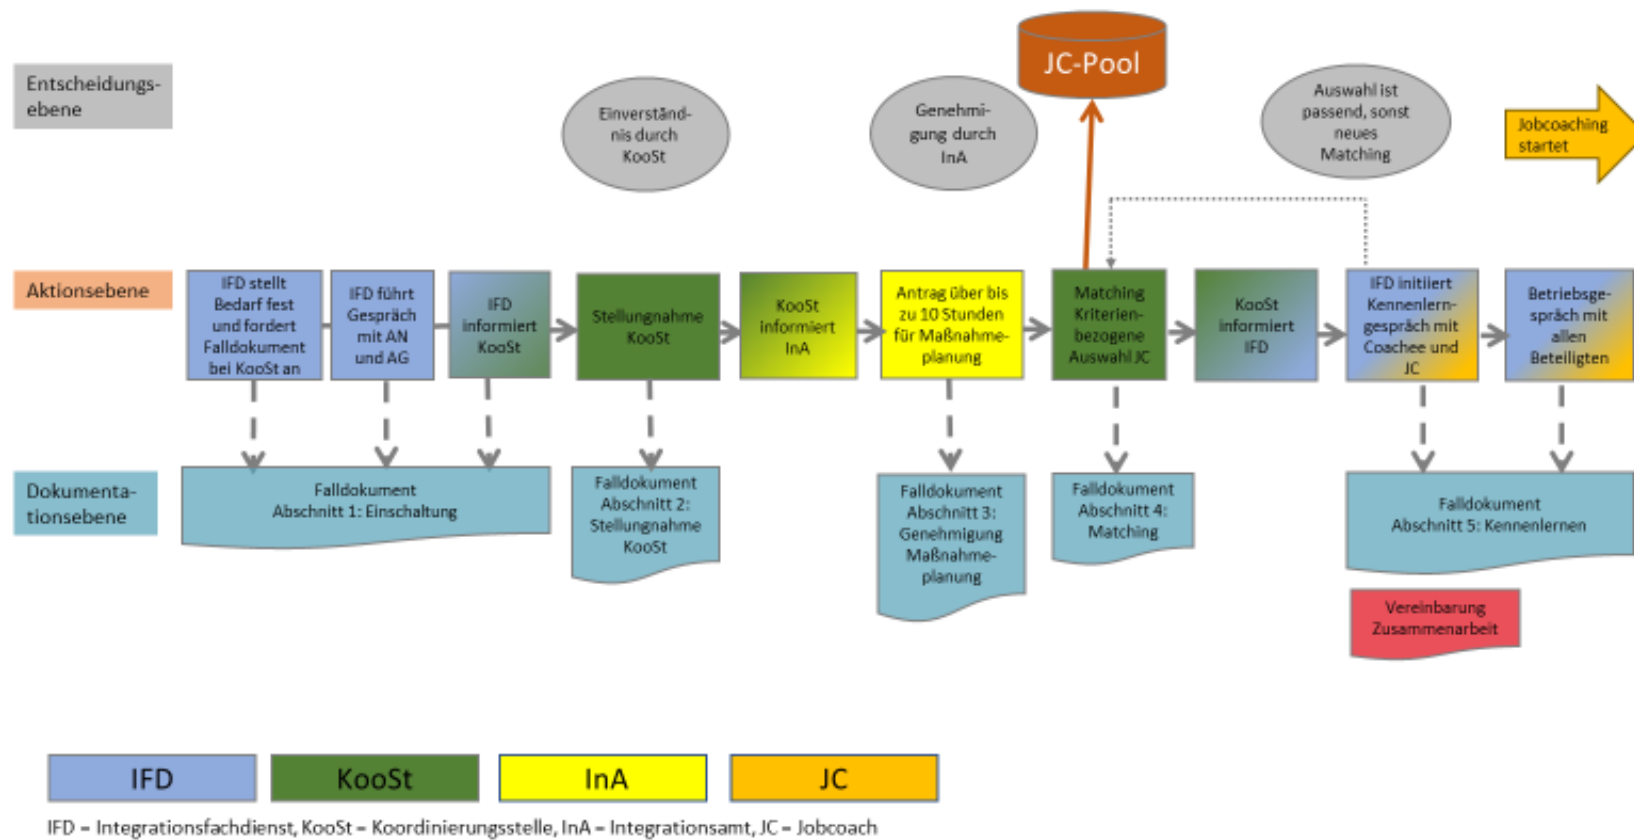 JC-Pool
Entscheidungs-
ebene
Einverständ-
nis durch
KooSt
Genehmi-
gung durch
InA
Auswahl ist
passend, sonst
neues
Matching
Jobcoaching
startet
Aktionsebene
IFD stellt
Bedarf fest
und fordert
Falldokument
bei KooSt an
IFD führt
Gespräch
mit AN
und AG
IFD
informiert
KooSt
Stellungnahme
KooSt
KooSt
informiert
InA
Antrag über bis
zu 10 Stunden
für Maßnahme-
planung
Matching
Kriterien-
bezogene
Auswahl JC
KooSt
informiert
IFD
IFD initiiert
Kennenlern-
gespräch mit
Coachee und
JC
Betriebsge-
spräch mit
allen
Beteiligten
Dokumenta-
tionsebene
Falldokument
Abschnitt 1: Einschaltung
Falldokument
Abschnitt 2:
Stellungnahme
KooSt
Falldokument
Abschnitt 3:
Genehmigung
Maßnahme-
planung
Falldokument
Abschnitt 4:
Matching
Falldokument
Abschnitt 5: Kennenlernen
Vereinbarung
Zusammenarbeit
IFD
KooSt
InA
JC
IFD – Integrationsfachdienst, KooSt – Koordinierungsstelle, InA – Integrationsamt, JC – Jobcoach